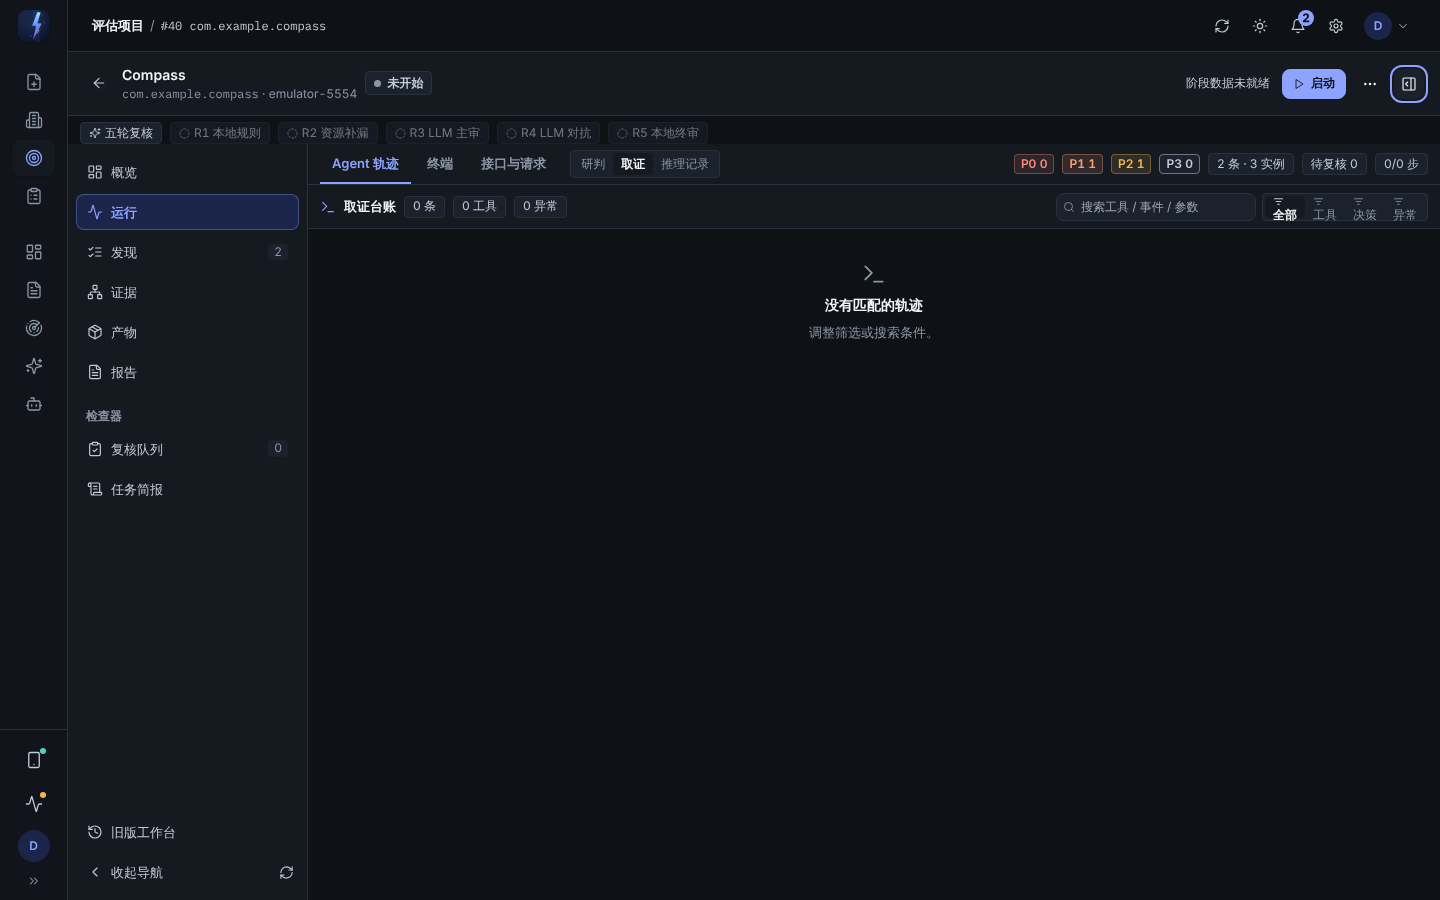 评估项目 / #40 com.example.compass
2
D
Compass
com.example.compass · emulator-5554
未开始
阶段数据未就绪
启动
五轮复核
R1 本地规则
R2 资源补漏
R3 LLM 主审
R4 LLM 对抗
R5 本地终审
概览
运行
发现 2
证据
产物
报告
检查器
复核队列 0
任务简报
旧版工作台
收起导航
Agent 轨迹
终端
接口与请求
研判
取证
推理记录
P0 0
P1 1
P2 1
P3 0
2 条 · 3 实例
待复核 0
0/0 步
取证台账
0 条
0 工具
0 异常
搜索工具 / 事件 / 参数
全部
工具
决策
异常
没有匹配的轨迹
调整筛选或搜索条件。
D